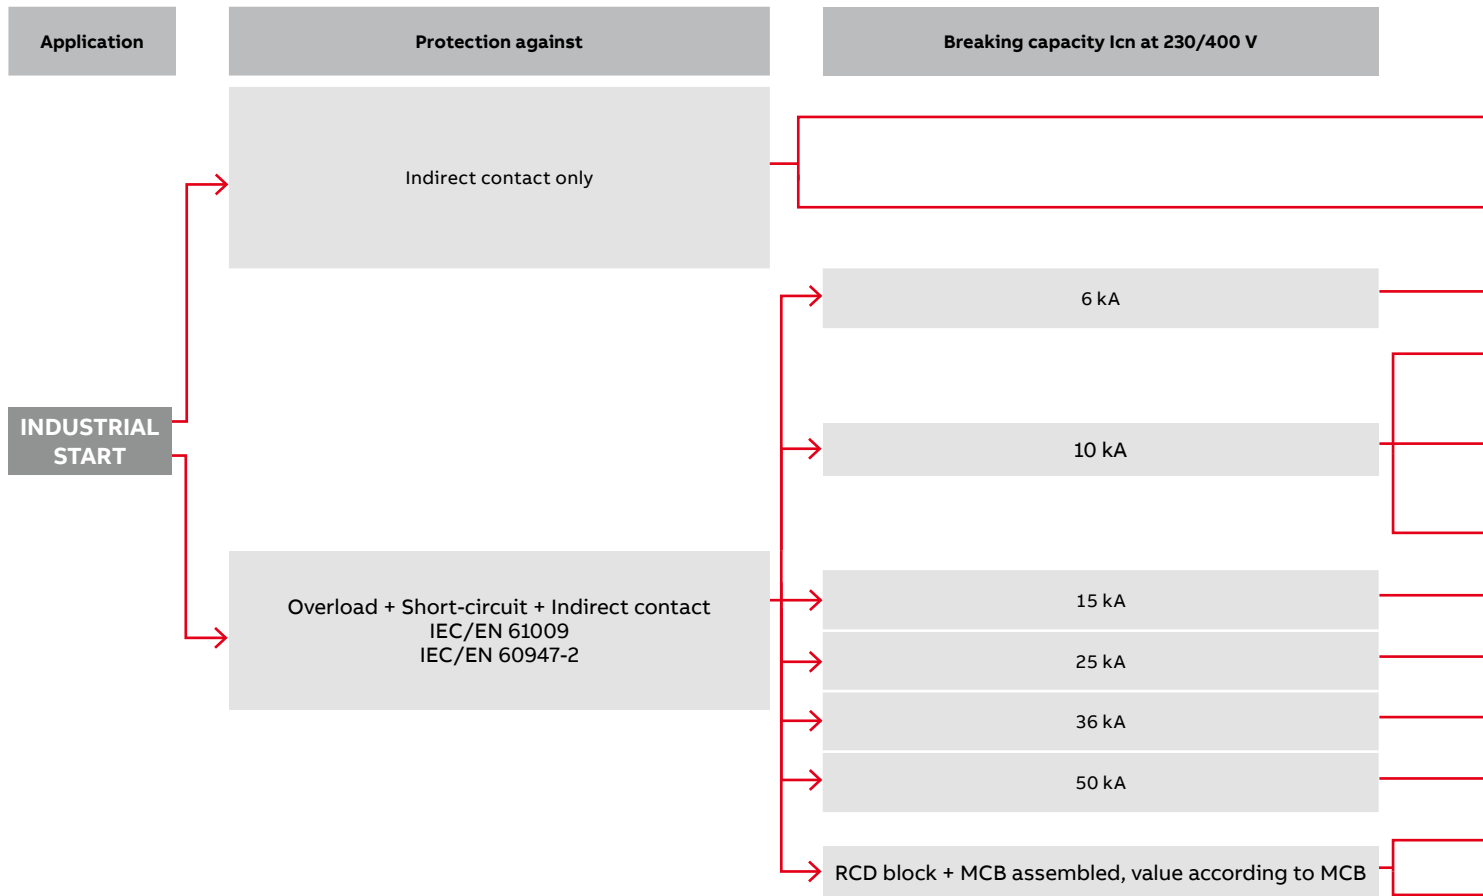 Application
Protection against
Breaking capacity Icn at 230/400 V
Indirect contact only
6 kA
INDUSTRIAL
START
10 kA
Overload + Short-circuit + Indirect contact
IEC/EN 61009
IEC/EN 60947-2
15 kA
25 kA
36 kA
50 kA
RCD block + MCB assembled, value according to MCB